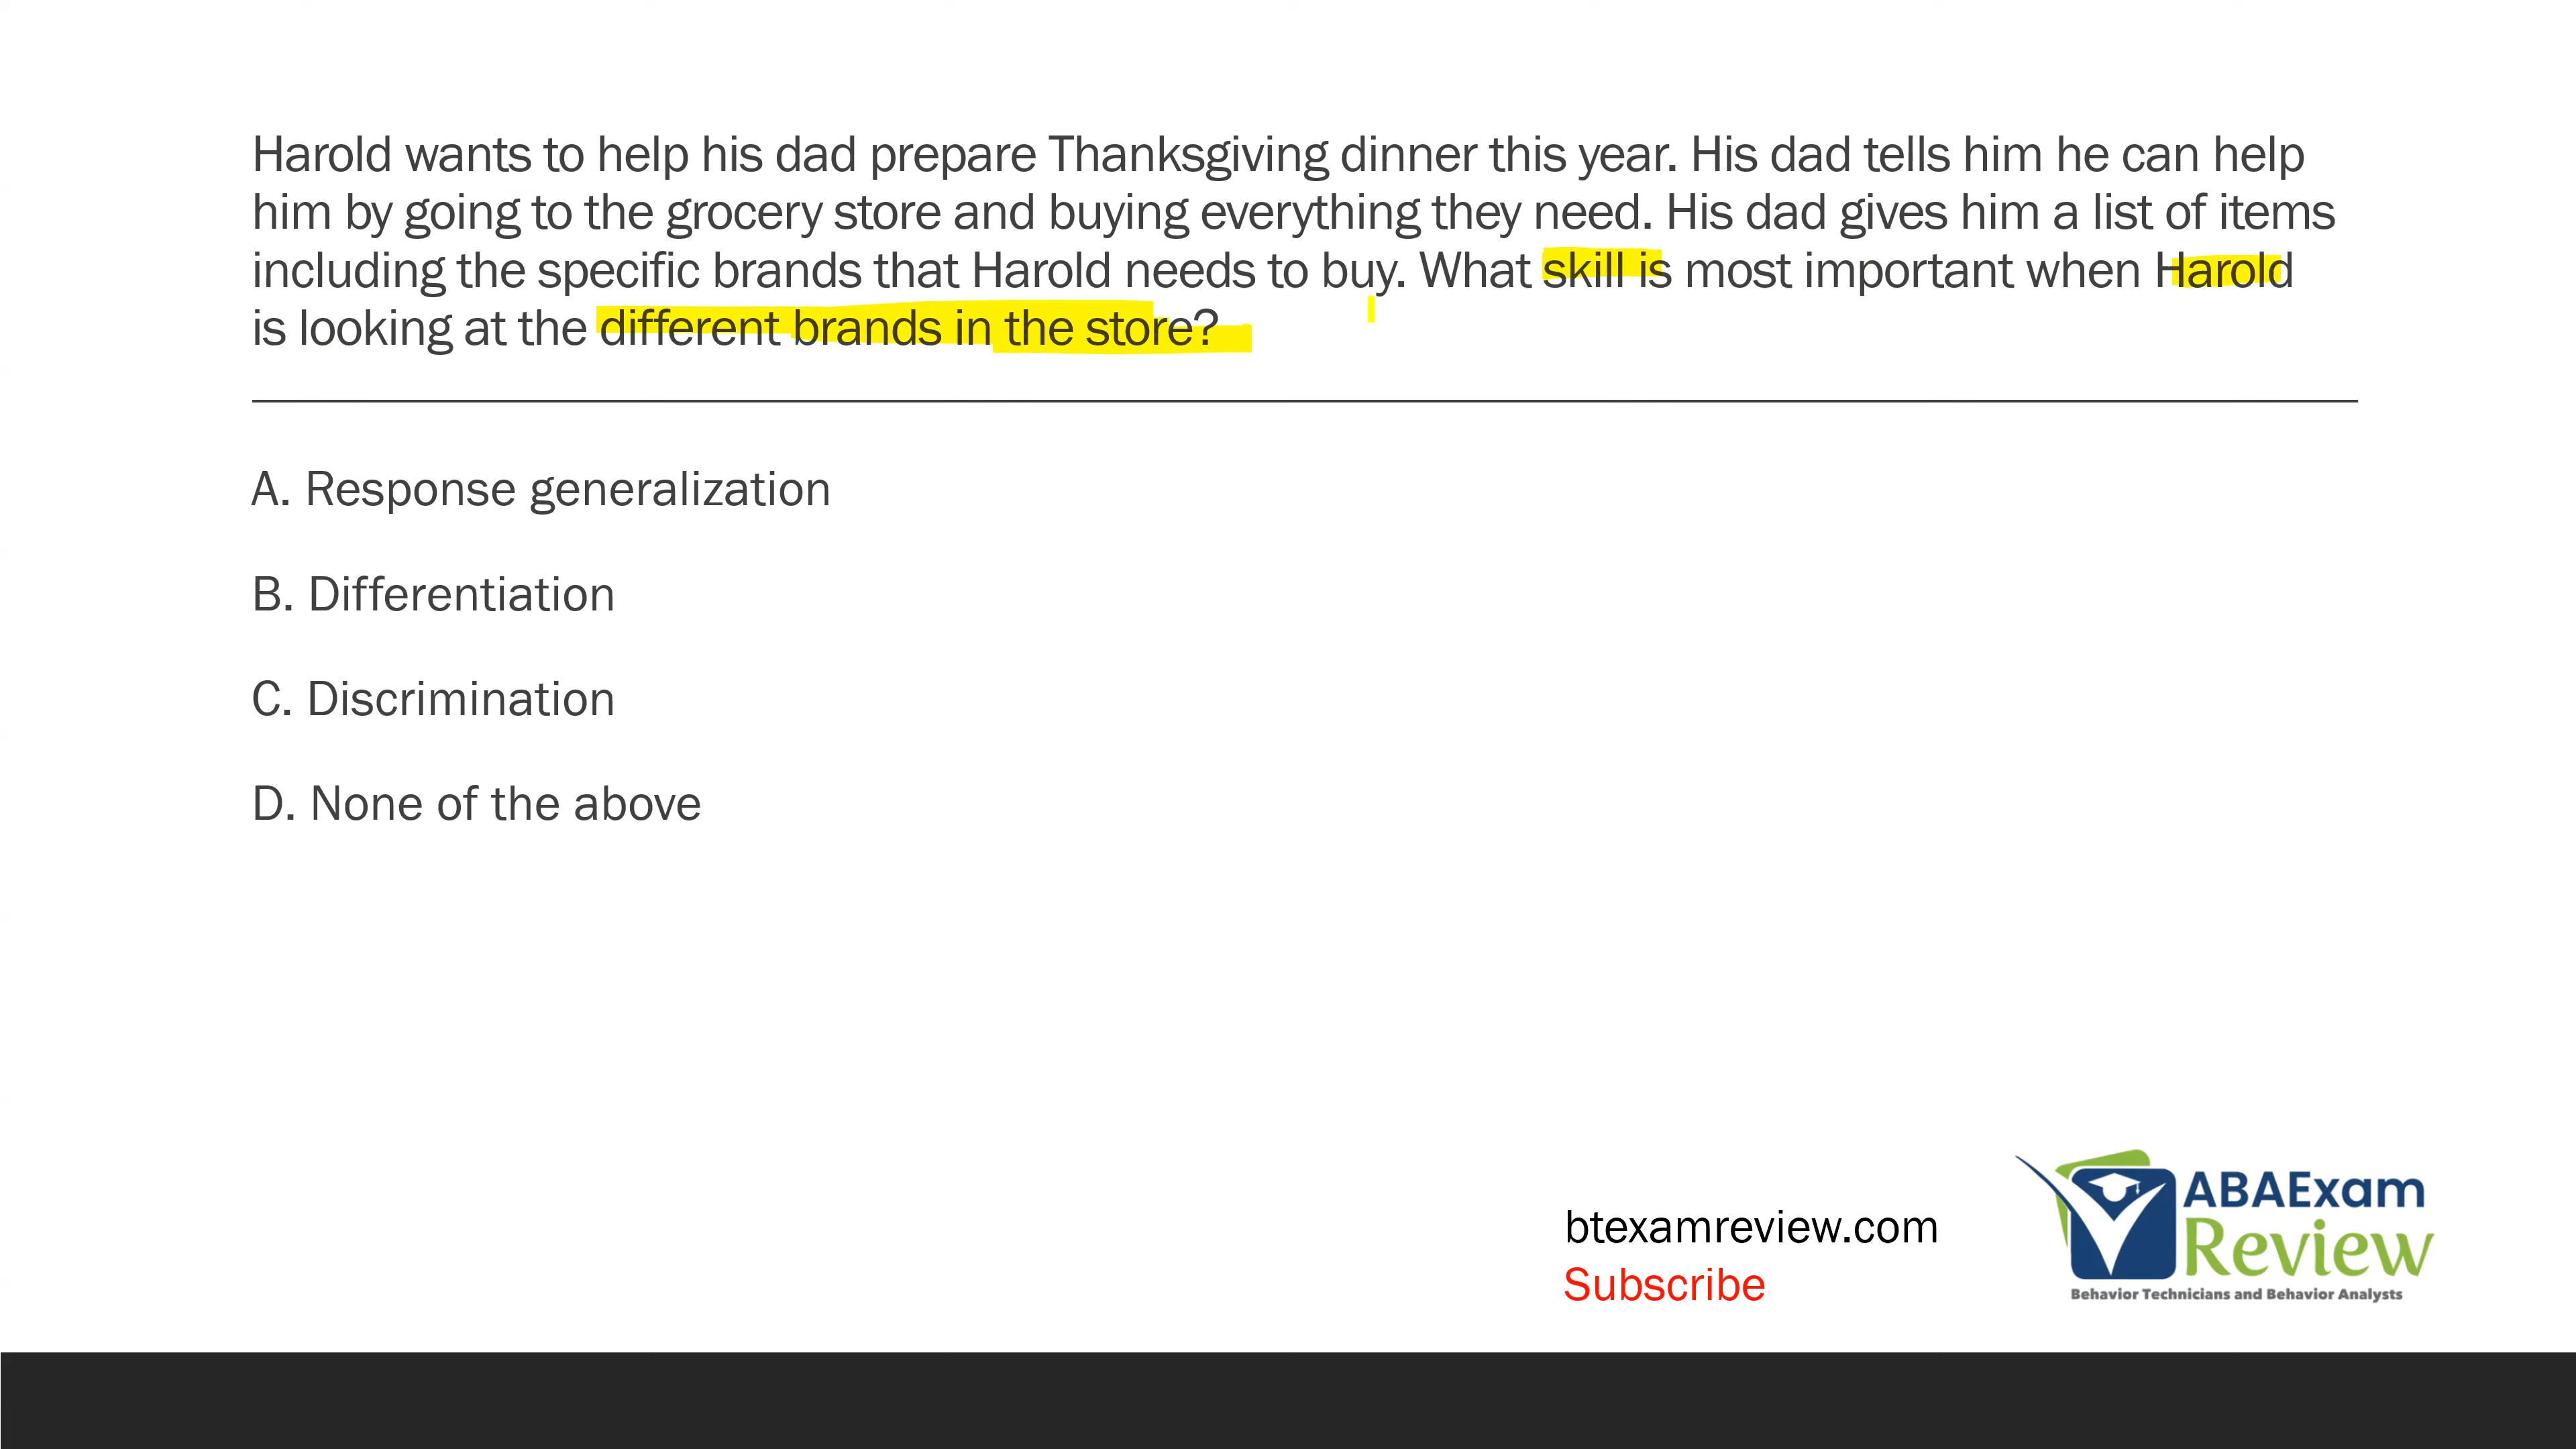 Harold wants to help his dad prepare Thanksgiving dinner this year. His dad tells him he can help
him by going to the grocery store and buying everything they need. His dad gives him a list of items
including the specific brands that Harold needs to buy. What skill is most important when Harold
is looking at the different brands in the store?
A. Response generalization
B. Differentiation
C. Discrimination
D. None of the above
btexamreview.com
Subscribe
ABAExam
Review
Behavior Technicians and Behavior Analysts